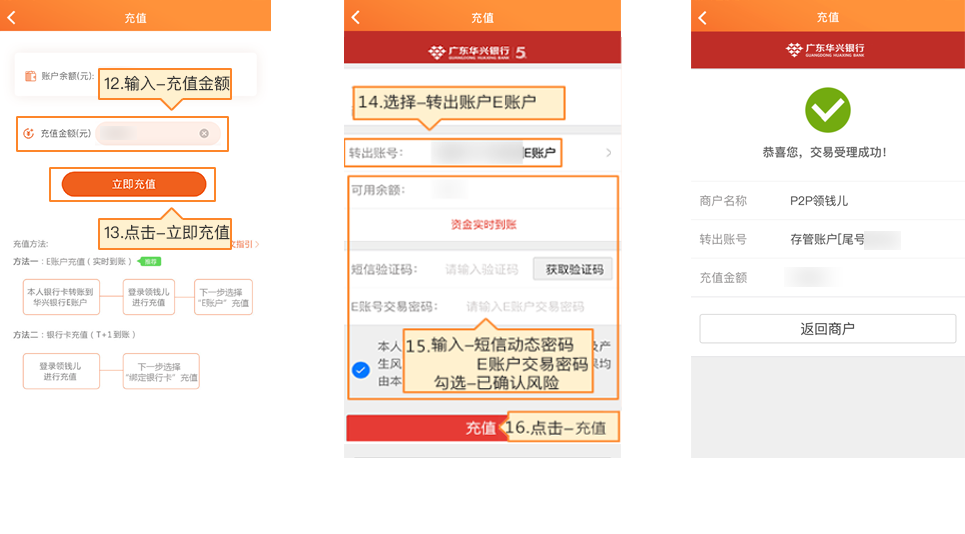 充值
账户余额(元):
12.输入–充值金额
充值金额(元)
立即充值
13.点击–立即充值
充值方法:
指引 >
方法一：E账户充值 ( 实时到账 )
推荐
本人银行卡转账到
华兴银行E账户
登录领钱儿
进行充值
下一步选择
“E账户” 充值
方法二：银行卡充值 ( T+1到账 )
登录领钱儿
进行充值
下一步选择
“绑定银行卡” 充值
充值
广东华兴银行 5
GUANGDONG HUAXING BANK
14.选择–转出账户E账户
转出账号:
E账户
可用余额:
资金实时到账
短信验证码:
请输入验证码
获取验证码
E账号交易密码:
请输入E账户交易密码
本人
及产
生风
均
由本
15.输入–短信动态密码
E账户交易密码
勾选–已确认风险
充值
16.点击–充值
充值
广东华兴银行
GUANGDONG HUAXING BANK
恭喜您，交易受理成功!
商户名称 P2P领钱儿
转出账号 存管账户[尾号
充值金额
返回商户